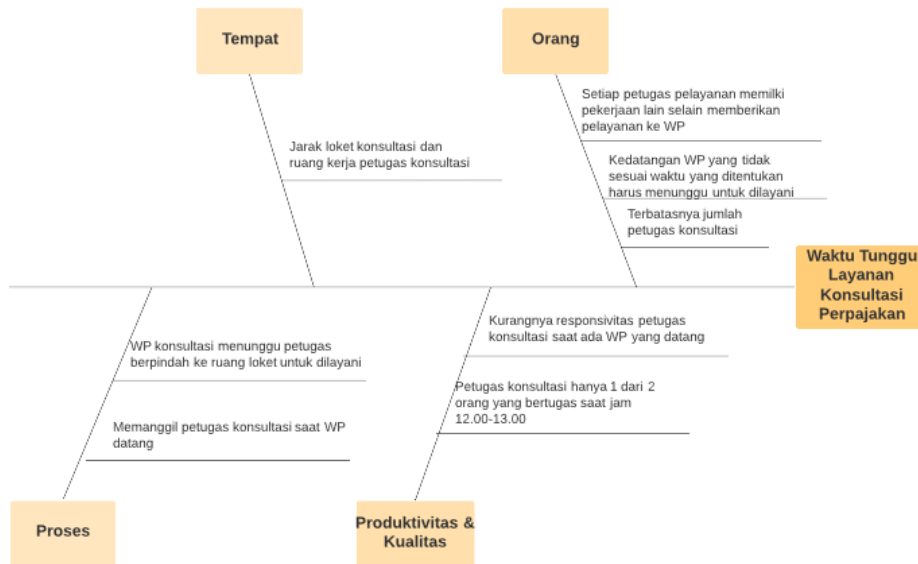 Tempat
Orang
Setiap petugas pelayanan memilki
pekerjaan lain selain memberikan
pelayanan ke WP
Jarak loket konsultasi dan
ruang kerja petugas konsultasi
Kedatangan WP yang tidak
sesuai waktu yang ditentukan
harus menunggu untuk dilayani
Terbatasnya jumlah
petugas konsultasi
Waktu Tunggu
Layanan
Konsultasi
Perpajakan
Kurangnya responsivitas petugas
konsultasi saat ada WP yang datang
WP konsultasi menunggu petugas
berpindah ke ruang loket untuk dilayani
Petugas konsultasi hanya 1 dari 2
orang yang bertugas saat jam
12.00-13.00
Memanggil petugas konsultasi saat WP
datang
Proses
Produktivitas &
Kualitas